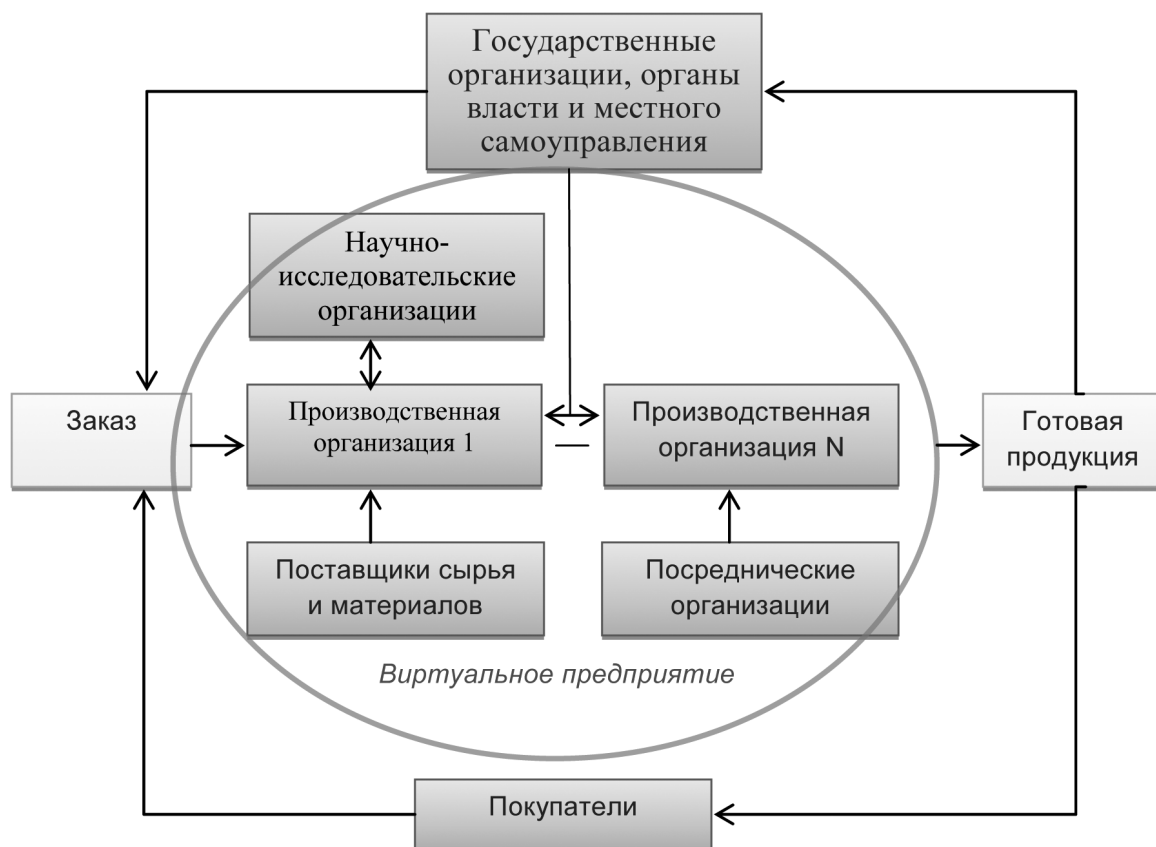 Государственные
организации, органы
власти и местного
самоуправления
Научно-
исследовательские
организации
Заказ
Производственная
организация 1
Производственная
организация N
Готовая
продукция
Поставщики сырья
и материалов
Посреднические
организации
Виртуальное предприятие
Покупатели